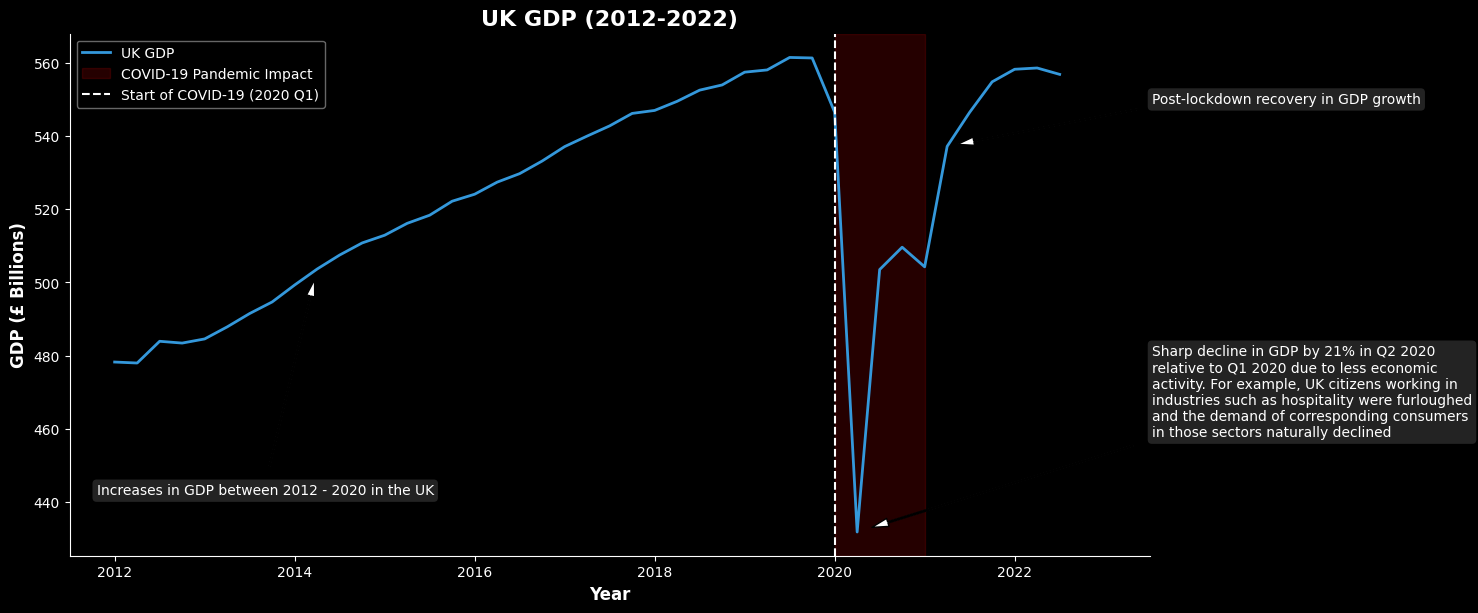 UK GDP (2012-2022)
UK GDP
COVID-19 Pandemic Impact
Start of COVID-19 (2020 Q1)
GDP (£ Billions)
560
540
520
500
480
460
440
Post-lockdown recovery in GDP growth
Sharp decline in GDP by 21% in Q2 2020
relative to Q1 2020 due to less economic
activity. For example, UK citizens working in
industries such as hospitality were furloughed
and the demand of corresponding consumers
in those sectors naturally declined
Increases in GDP between 2012 - 2020 in the UK
2012
2014
2016
2018
2020
2022
Year